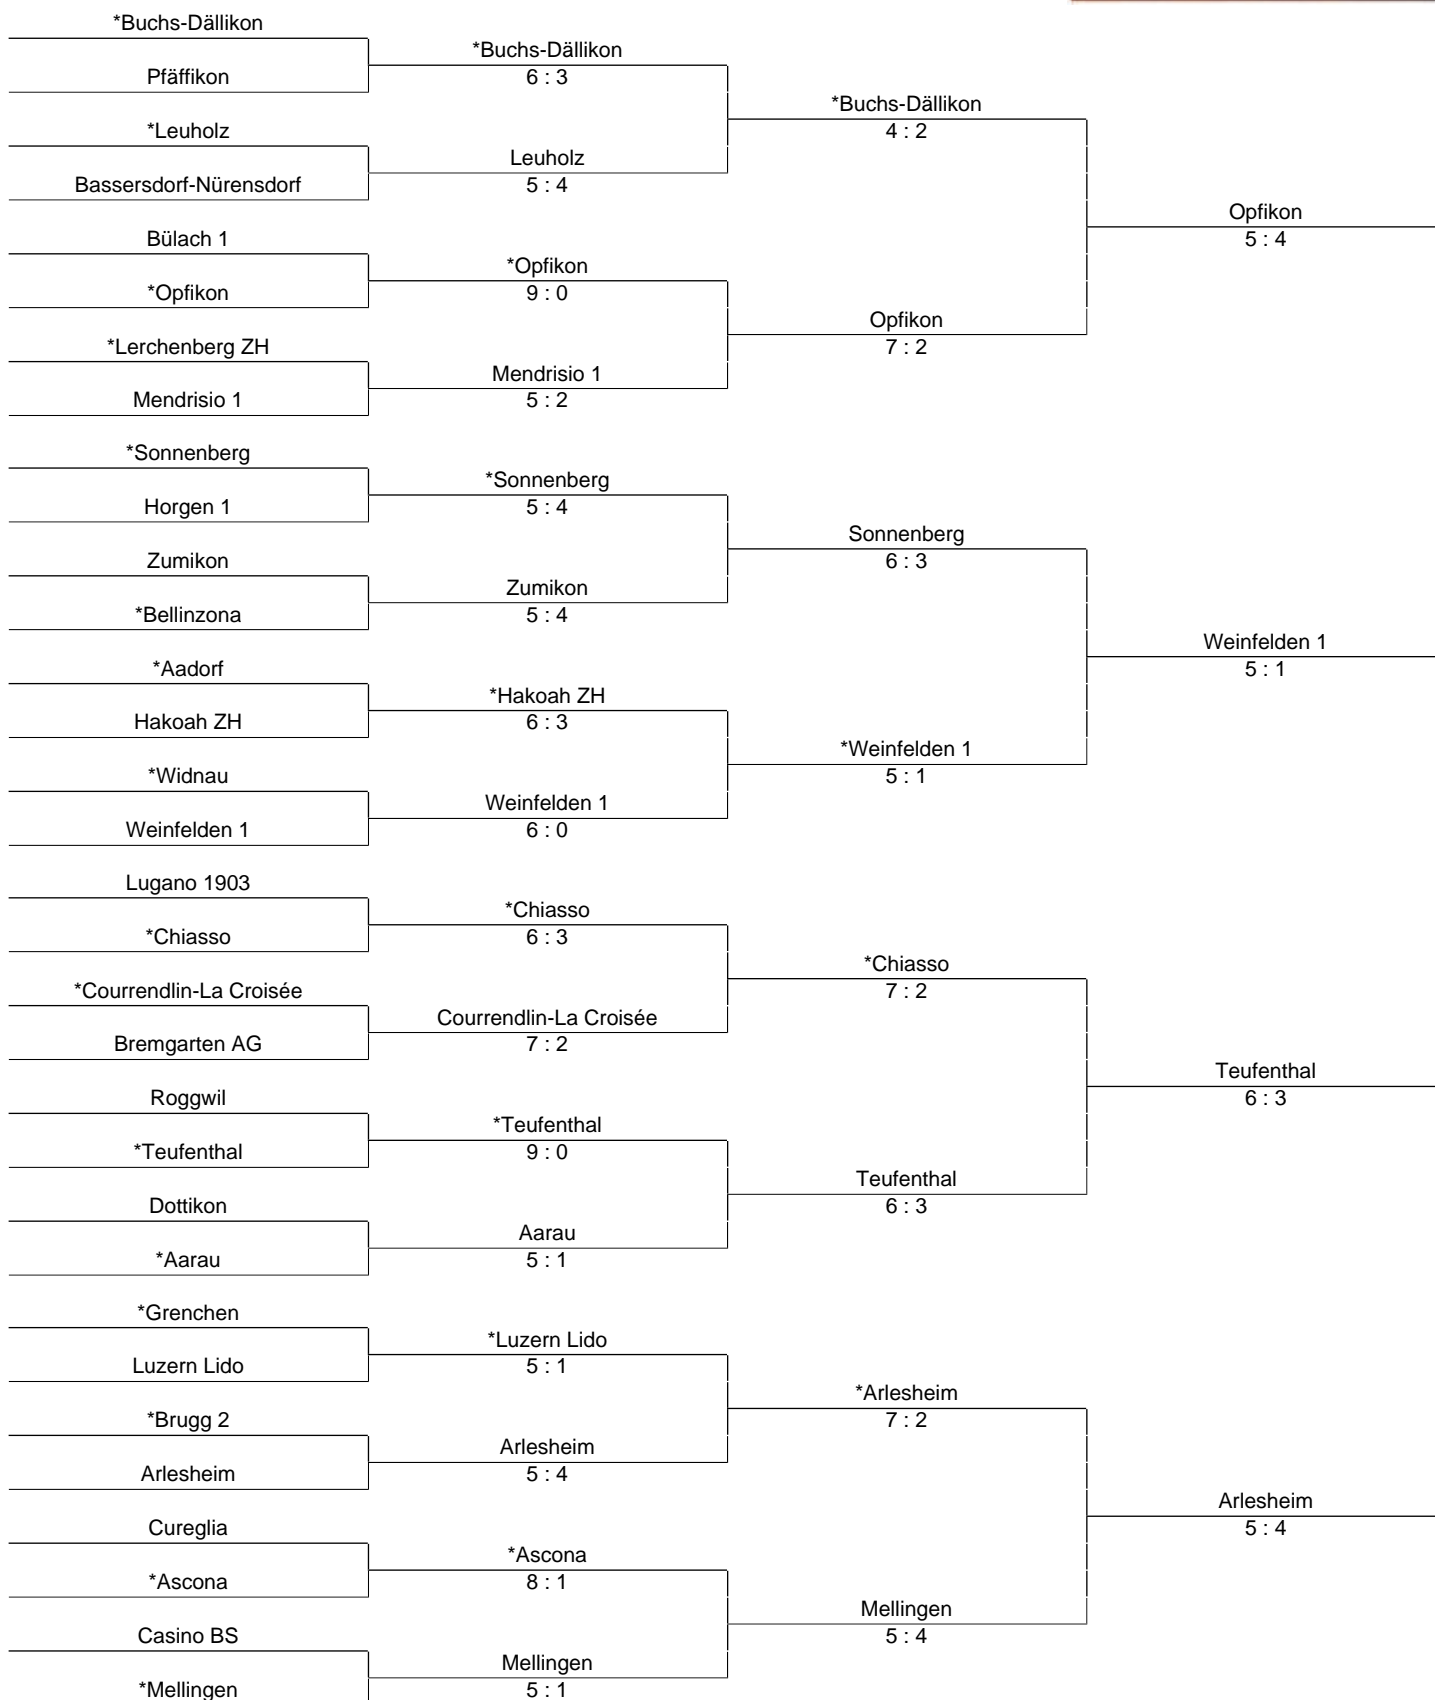 *Buchs-Dällikon
Pfäffikon
*Leuholz
Bassersdorf-Nürensdorf
Bülach 1
*Opfikon
*Lerchenberg ZH
Mendrisio 1
*Sonnenberg
Horgen 1
Zumikon
*Bellinzona
*Aadorf
Hakoah ZH
*Widnau
Weinfelden 1
Lugano 1903
*Chiasso
*Courrendlin-La Croisée
Bremgarten AG
Roggwil
*Teufenthal
Dottikon
*Aarau
*Grenchen
Luzern Lido
*Brugg 2
Arlesheim
Cureglia
*Ascona
Casino BS
*Mellingen
*Buchs-Dällikon
6 : 3
Leuholz
5 : 4
*Opfikon
9 : 0
Mendrisio 1
5 : 2
*Sonnenberg
5 : 4
Zumikon
5 : 4
*Hakoah ZH
6 : 3
Weinfelden 1
6 : 0
*Chiasso
6 : 3
Courrendlin-La Croisée
7 : 2
*Teufenthal
9 : 0
Aarau
5 : 1
*Luzern Lido
5 : 1
Arlesheim
5 : 4
*Ascona
8 : 1
Mellingen
5 : 1
*Buchs-Dällikon
4 : 2
Opfikon
7 : 2
Sonnenberg
6 : 3
*Weinfelden 1
5 : 1
*Chiasso
7 : 2
Teufenthal
6 : 3
*Arlesheim
7 : 2
Mellingen
5 : 4
Opfikon
5 : 4
Weinfelden 1
5 : 1
Teufenthal
6 : 3
Arlesheim
5 : 4